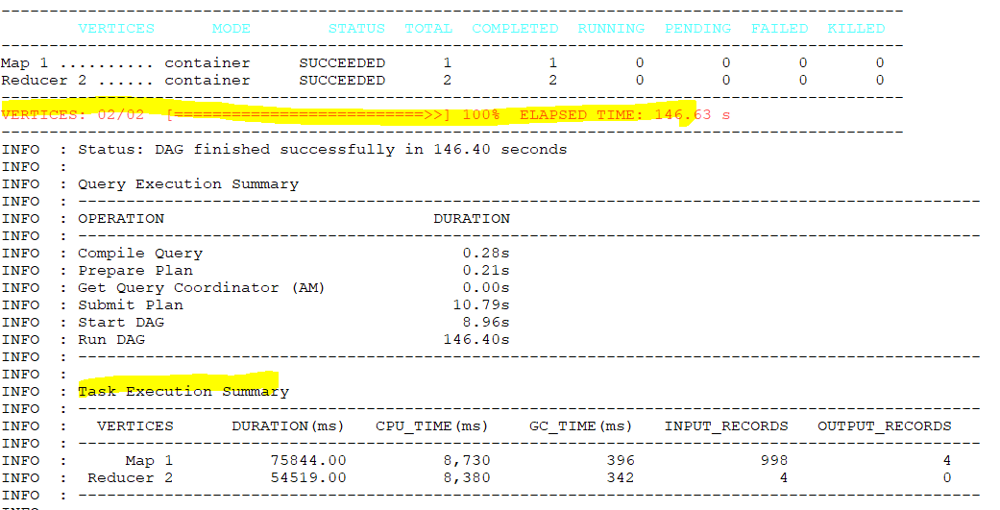 ----------------------------------------------------------------------------------------------
        VERTICES      MODE        STATUS  TOTAL  COMPLETED  RUNNING  PENDING  FAILED  KILLED
----------------------------------------------------------------------------------------------
Map 1 .......... container     SUCCEEDED      1          1        0        0       0       0
Reducer 2 ...... container     SUCCEEDED      2          2        0        0       0       0
----------------------------------------------------------------------------------------------
VERTICES: 02/02  [==========================>>] 100%  ELAPSED TIME: 146.63 s
----------------------------------------------------------------------------------------------
INFO  : Status: DAG finished successfully in 146.40 seconds
INFO  :
INFO  : Query Execution Summary
INFO  : ----------------------------------------------------------------------------------------------
INFO  : OPERATION                            DURATION
INFO  : ----------------------------------------------------------------------------------------------
INFO  : Compile Query                           0.28s
INFO  : Prepare Plan                            0.21s
INFO  : Get Query Coordinator (AM)              0.00s
INFO  : Submit Plan                            10.79s
INFO  : Start DAG                               8.96s
INFO  : Run DAG                               146.40s
INFO  : ----------------------------------------------------------------------------------------------
INFO  :
INFO  : Task Execution Summary
INFO  : ----------------------------------------------------------------------------------------------
INFO  :   VERTICES      DURATION(ms)   CPU_TIME(ms)    GC_TIME(ms)   INPUT_RECORDS   OUTPUT_RECORDS
INFO  : ----------------------------------------------------------------------------------------------
INFO  :      Map 1          75844.00          8,730            396             998                4
INFO  :  Reducer 2          54519.00          8,380            342               4                0
INFO  : ----------------------------------------------------------------------------------------------